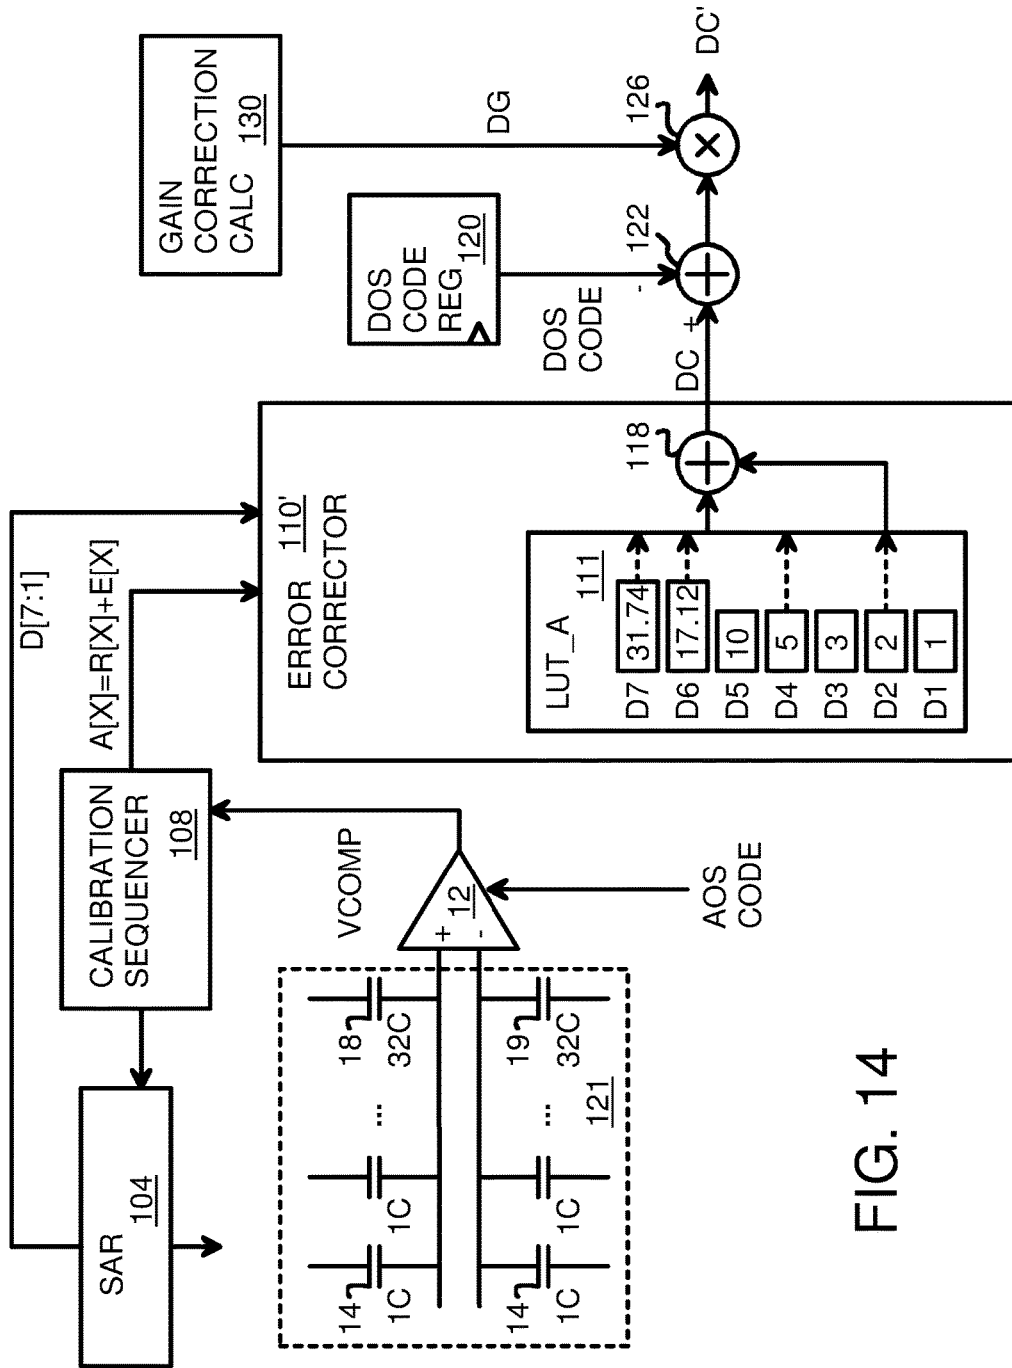 SAR
104
D[7:1]
CALIBRATION
SEQUENCER
108
A[X]=R[X]+E[X]
VCOMP
14
1C
1C
...
18
32C
14
1C
1C
...
19
32C
121
+
-
12
AOS
CODE
ERROR
CORRECTOR
110'
LUT_A
111
D7 31.74
D6 17.12
D5 10
D4 5
D3 3
D2 2
D1 1
118
DC
+
DOS
CODE
REG
120
DOS
CODE
-
122
GAIN
CORRECTION
CALC
130
DG
126
DC'
FIG. 14